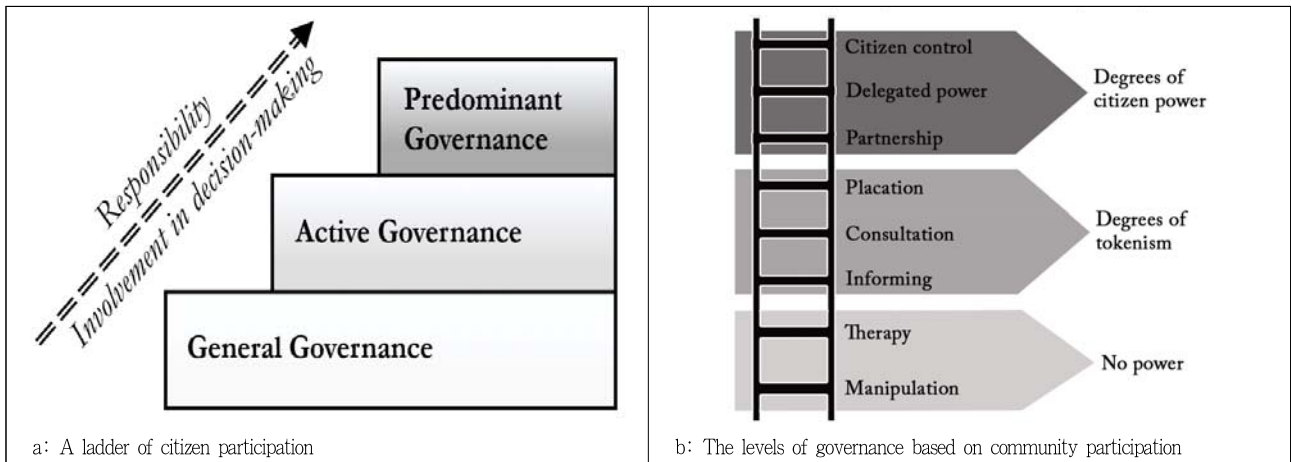 Responsibility
Involvement in decision-making
Predominant
Governance
Active Governance
General Governance
a: A ladder of citizen participation
Citizen control
Delegated power
Partnership
Degrees of
citizen power
Placation
Consultation
Informing
Degrees of
tokenism
Therapy
Manipulation
No power
b: The levels of governance based on community participation